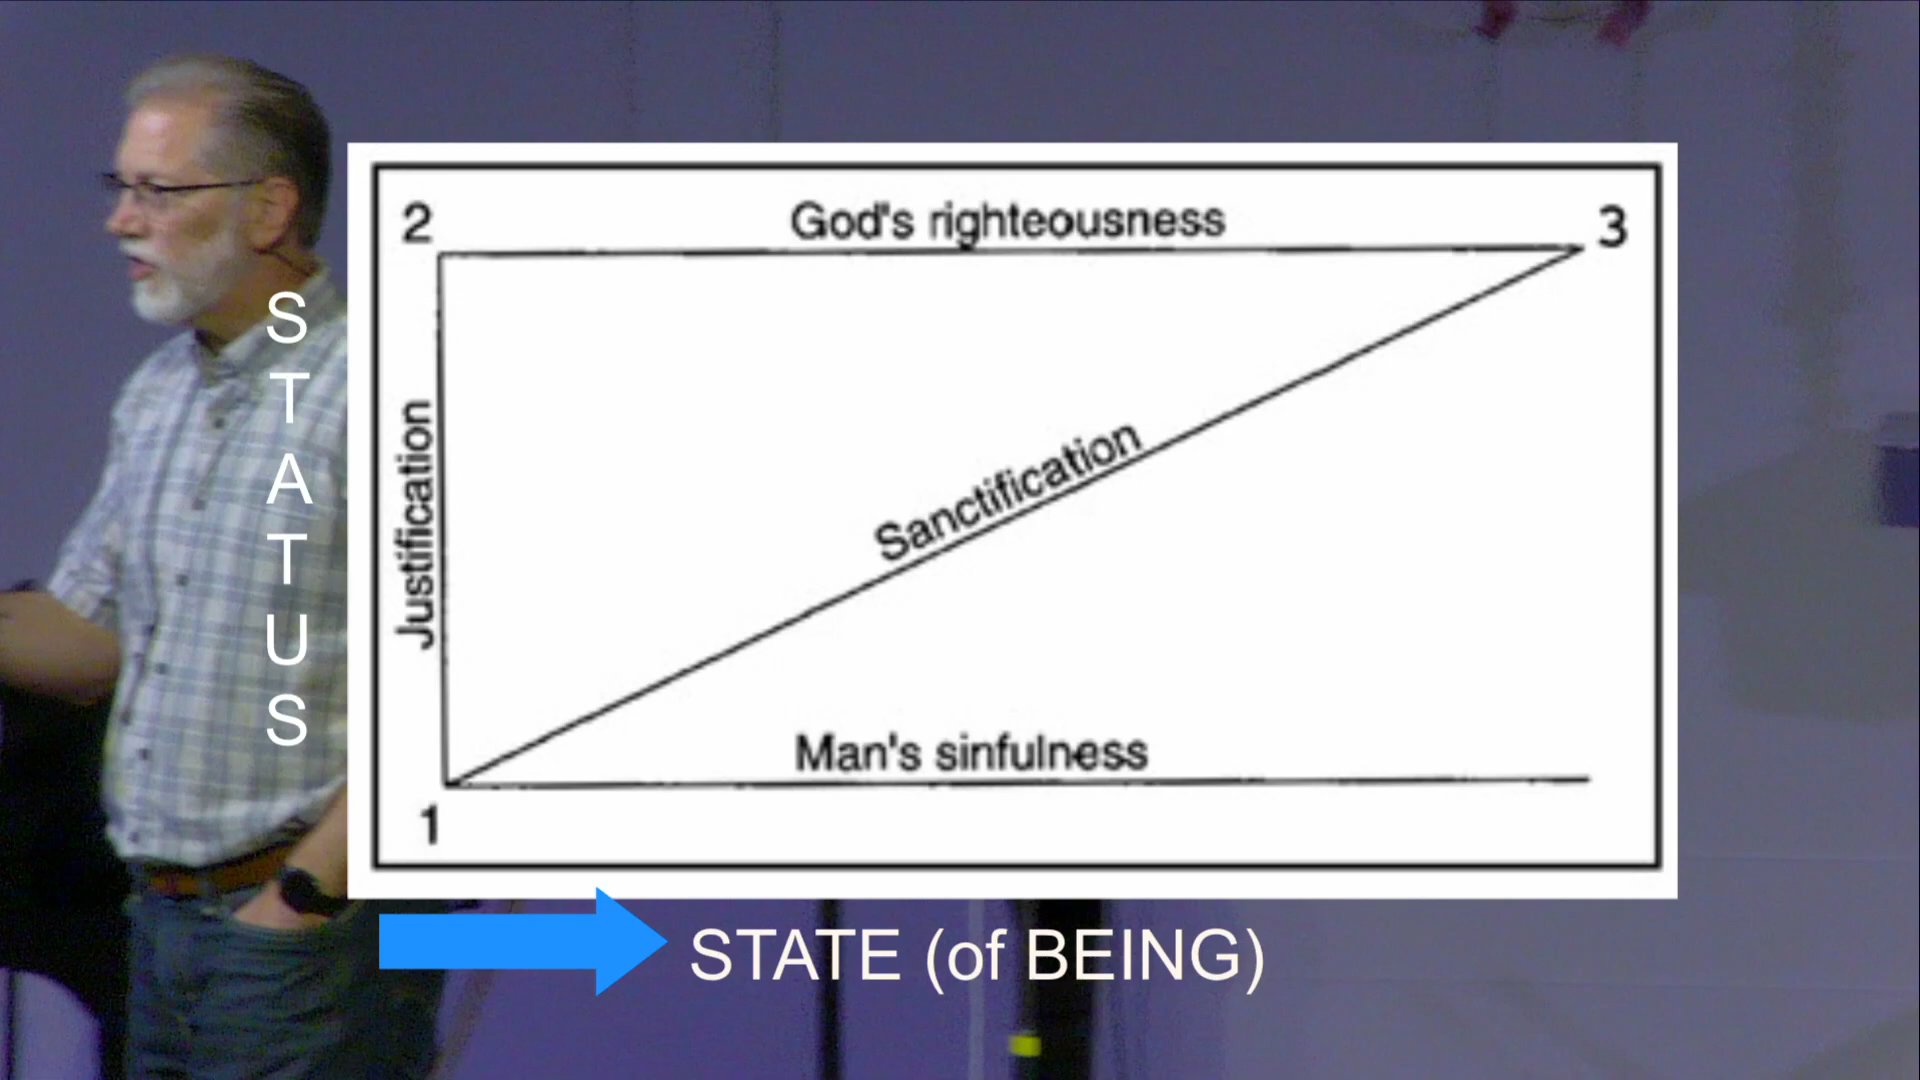 2
God's righteousness
3
STATUS
Justification
Sanctification
Man's sinfulness
1
STATE (of BEING)